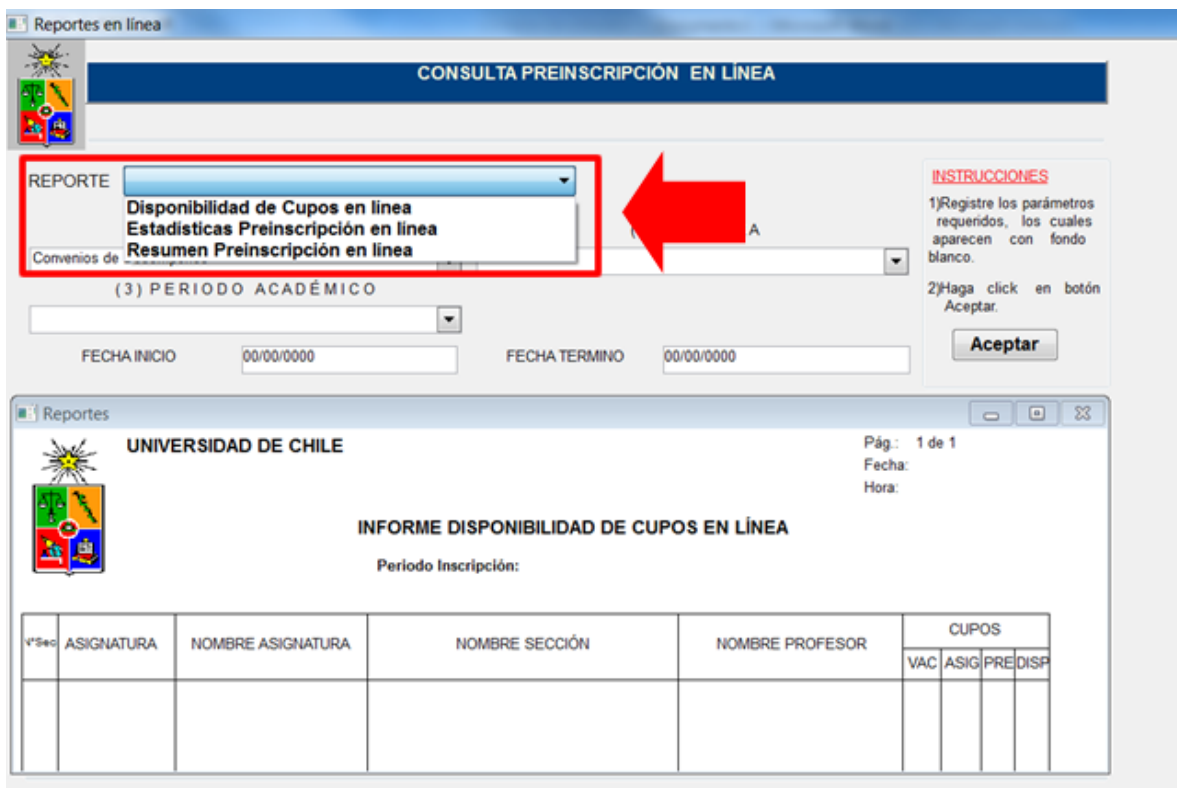 Reportes en línea
CONSULTA PREINSCRIPCIÓN EN LÍNEA
REPORTE
Disponibilidad de Cupos en línea
Estadisticas Preinscripción en línea
Resumen Preinscripción en línea
A
Convenios de
(3) PERIODO ACADÉMICO
FECHA INICIO 00/00/0000 FECHA TERMINO 00/00/0000
INSTRUCCIONES
1)Registre los parámetros
requeridos, los cuales
aparecen con fondo
blanco.
2)Haga click en botón
Aceptar.
Aceptar
Reportes
UNIVERSIDAD DE CHILE
Pág.: 1 de 1
Fecha:
Hora:
INFORME DISPONIBILIDAD DE CUPOS EN LÍNEA
Periodo Inscripción:
N°Sec ASIGNATURA NOMBRE ASIGNATURA NOMBRE SECCIÓN NOMBRE PROFESOR CUPOS
VAC ASIG PRE DISP